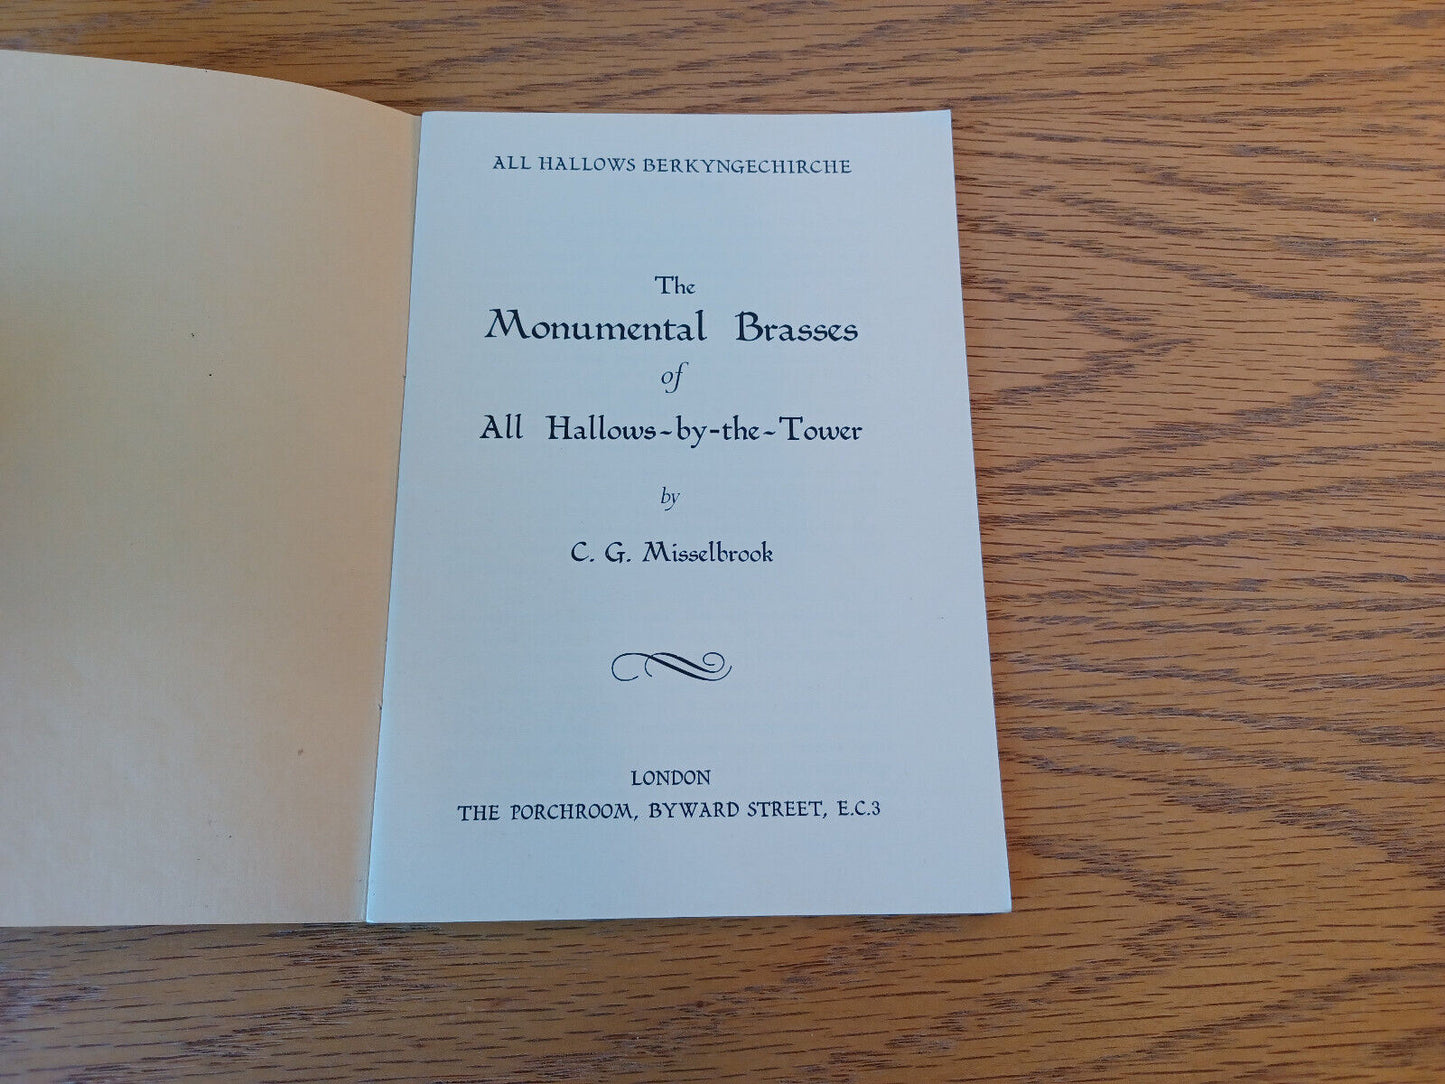 ALL HALLOWS BERKYNGECHIRCHE
The
Monumental Brasses
of
All Hallows-by-the-Tower
by
C. G. Misselbrook
LONDON
THE PORCHROOM, BYWARD STREET, E.C.3